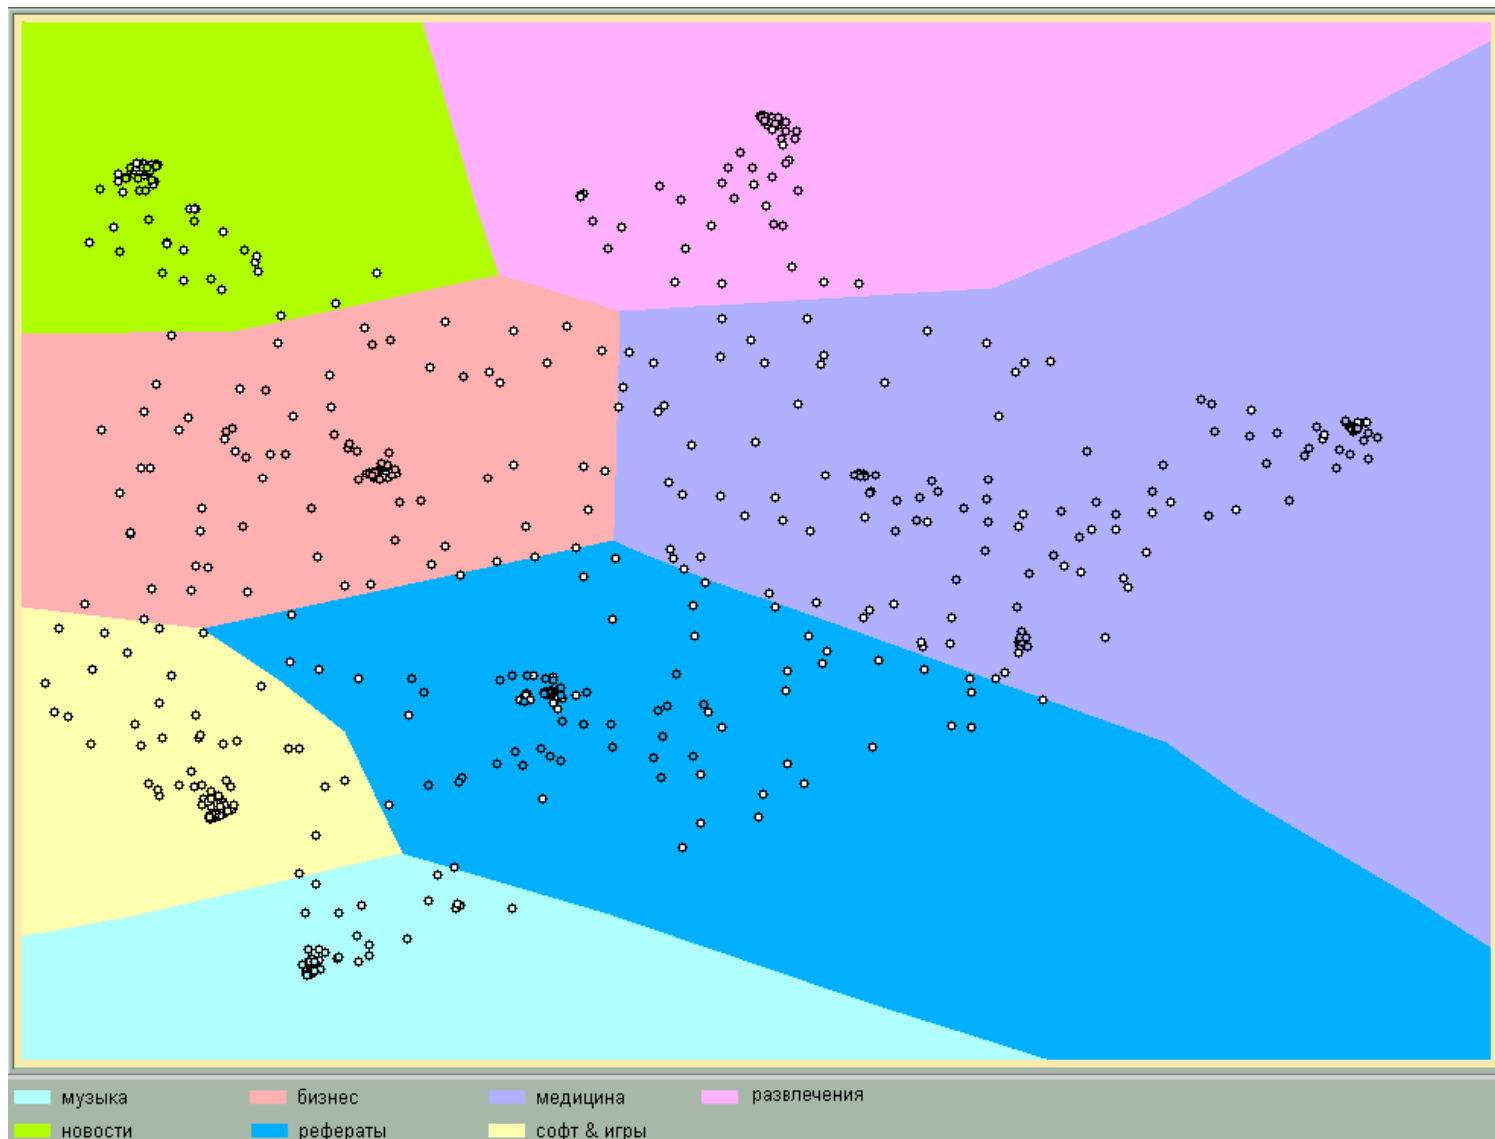 музыка бизнес медицина развлечения
новости рефераты софт & игры